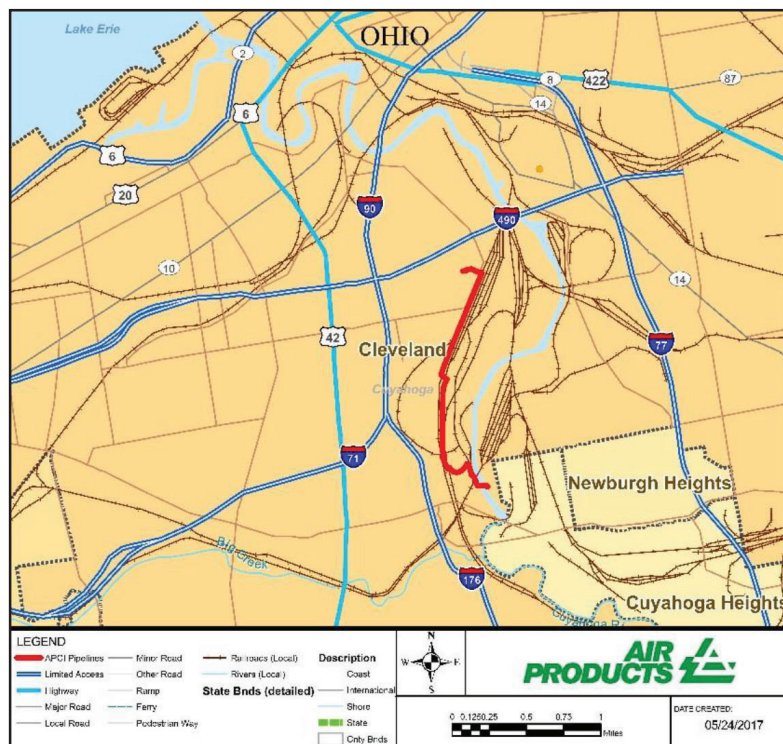 Lake Erie
OHIO
2
8
422
87
6
14
6
20
90
490
10
14
42
Cleveland
77
Cuyahoga
71
Newburgh Heights
Big Creek
176
Cuyahoga Heights
Cuyahoga R
LEGEND
APCI Pipelines
Limited Access
Highway
Major Road
Local Road
Minor Road
Other Road
Ramp
Ferry
Pedestrian Way
Railroads (Local)
Rivers (Local)
State Bnds (detailed)
Description
Coast
International
Shore
State
Cnty Bnds
N
W E
S
AIR
PRODUCTS
0 0.125 0.25 0.5 0.75 1
Miles
DATE CREATED:
05/24/2017